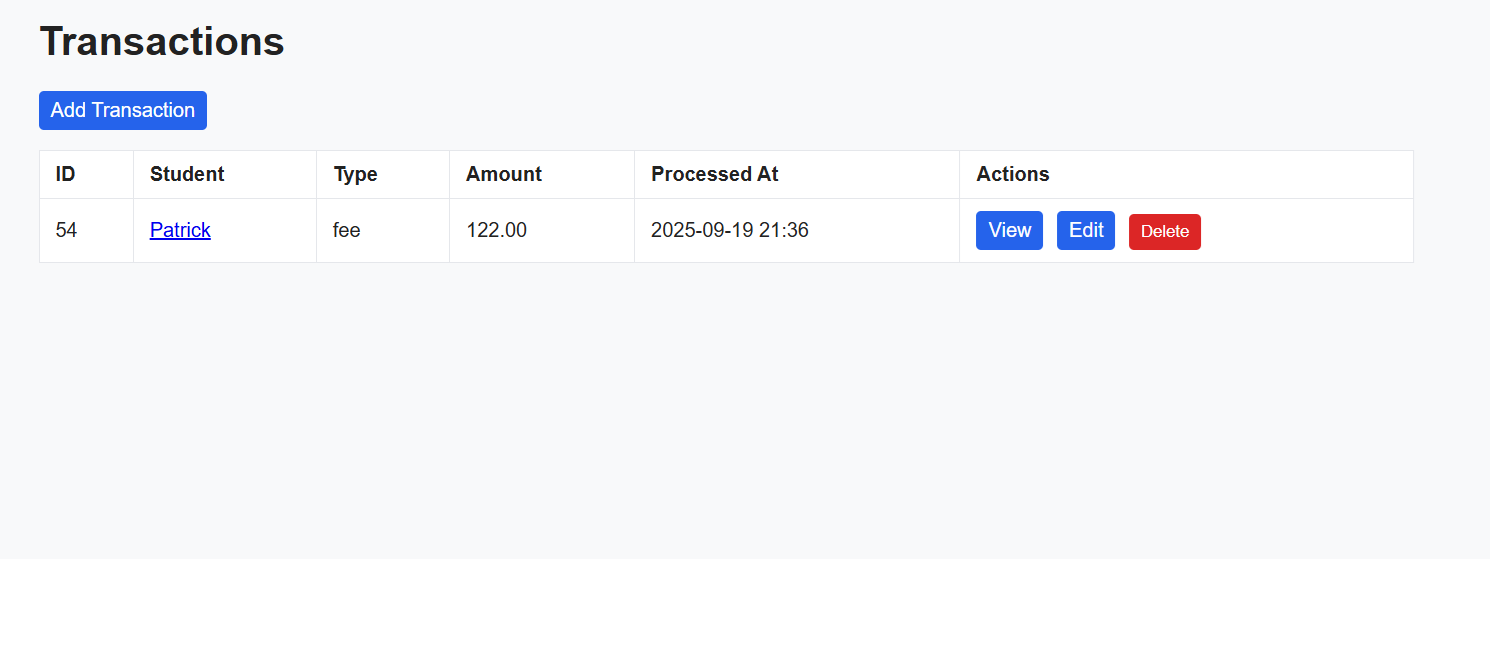 Transactions
Add Transaction
ID Student Type Amount Processed At Actions
54 Patrick fee 122.00 2025-09-19 21:36 View Edit Delete